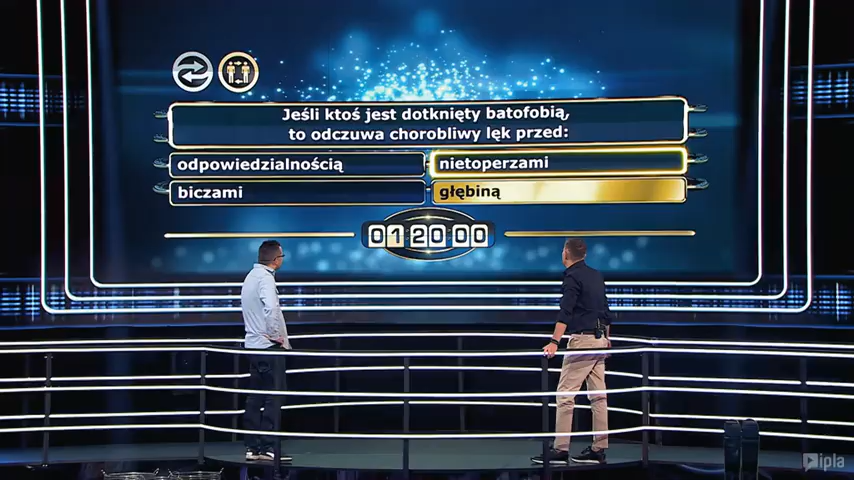 Jeśli ktoś jest dotknięty batofobią,
to odczuwa chorobliwy lęk przed:
odpowiedzialnością
nietoperzami
biczami
głębiną
01 20 00
ipla